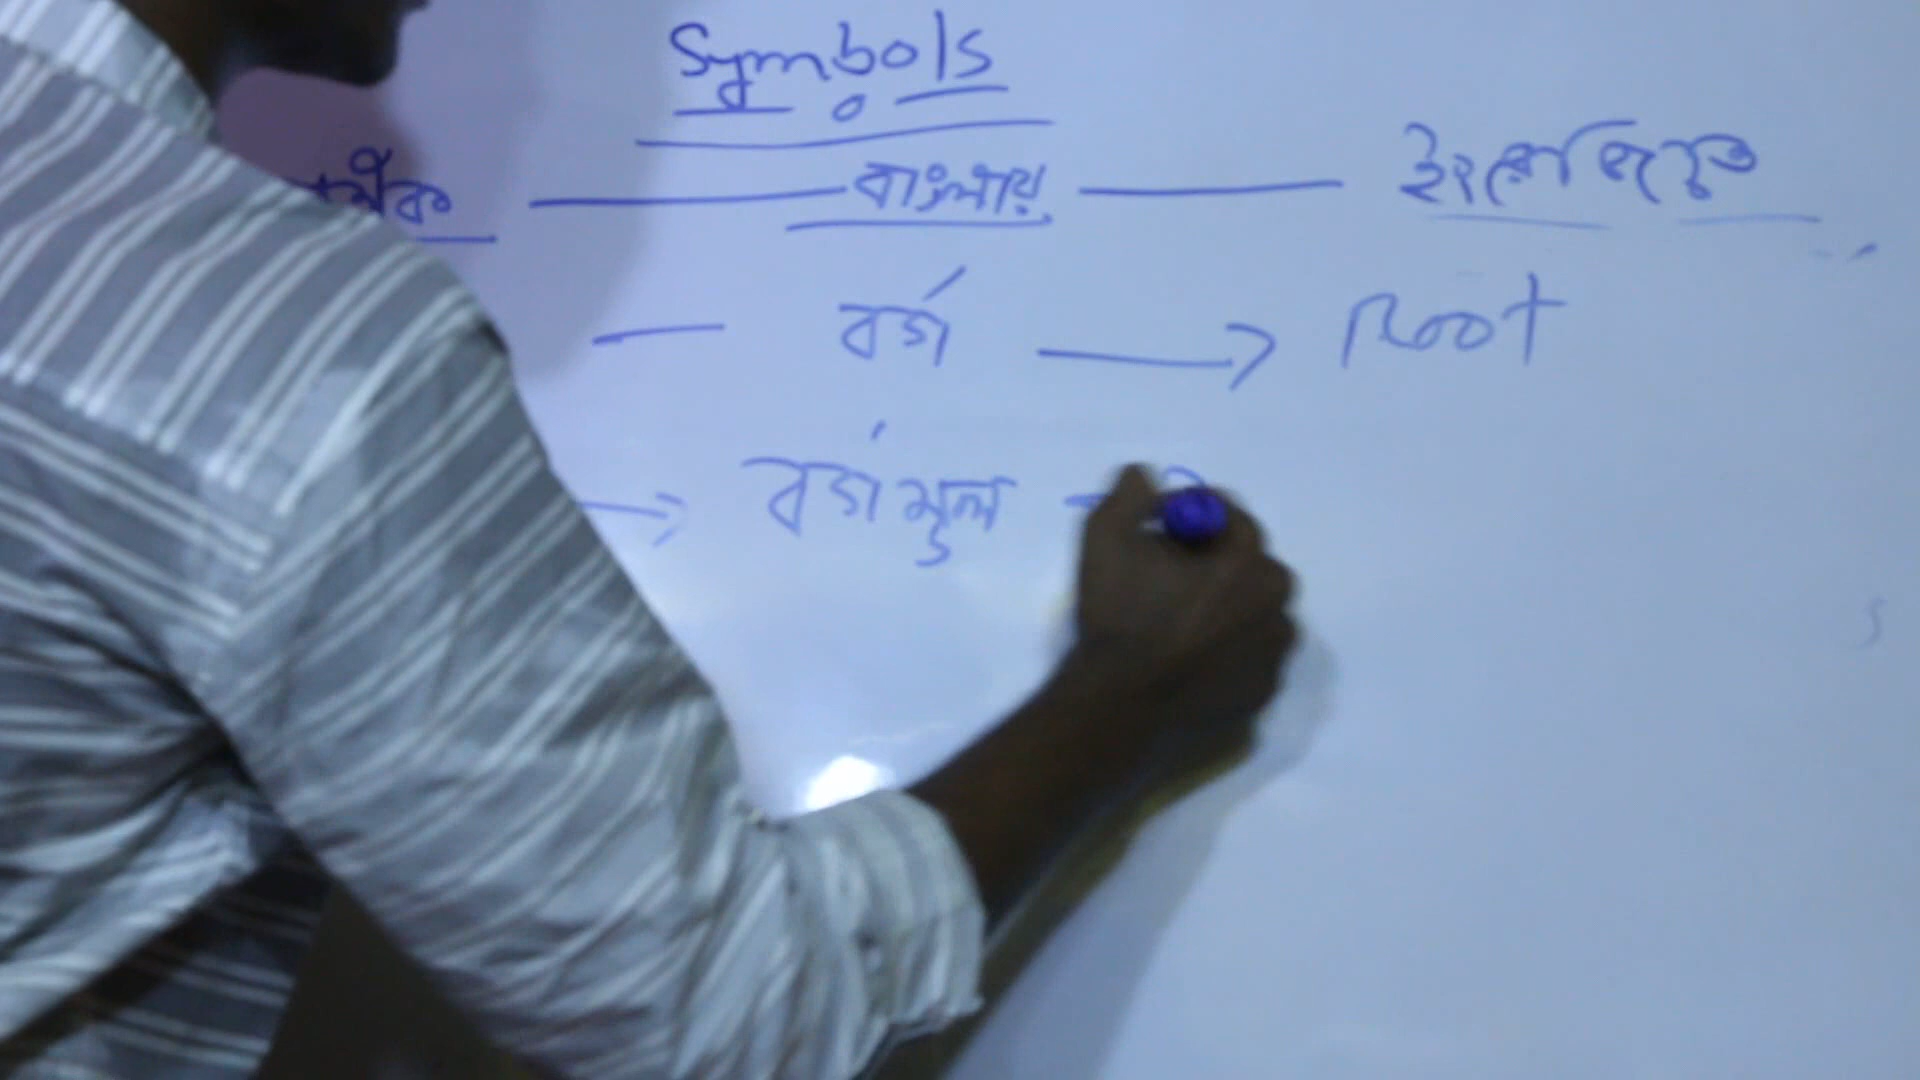 Symbols
বাংলায় ইংরেজিতে
বর্গ → Root
→ বর্গমূল